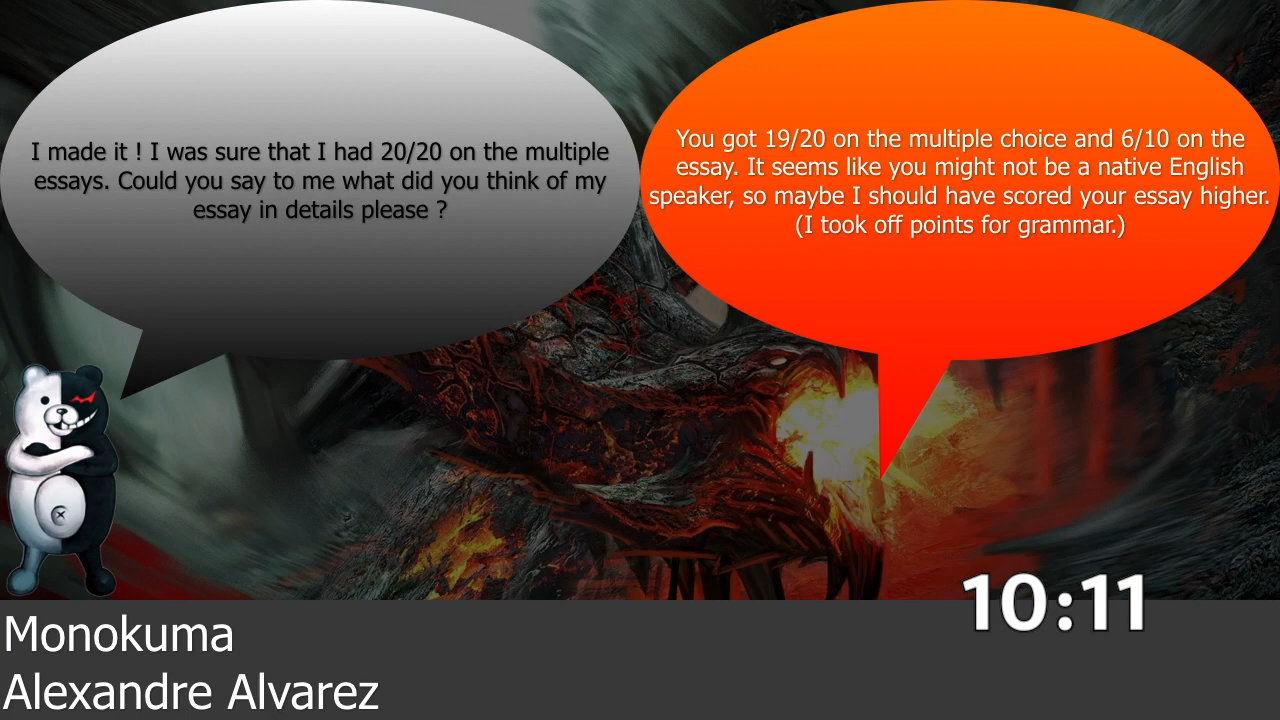 I made it ! I was sure that I had 20/20 on the multiple
essays. Could you say to me what did you think of my
essay in details please ?
You got 19/20 on the multiple choice and 6/10 on the
essay. It seems like you might not be a native English
speaker, so maybe I should have scored your essay higher.
(I took off points for grammar.)
10:11
Monokuma
Alexandre Alvarez